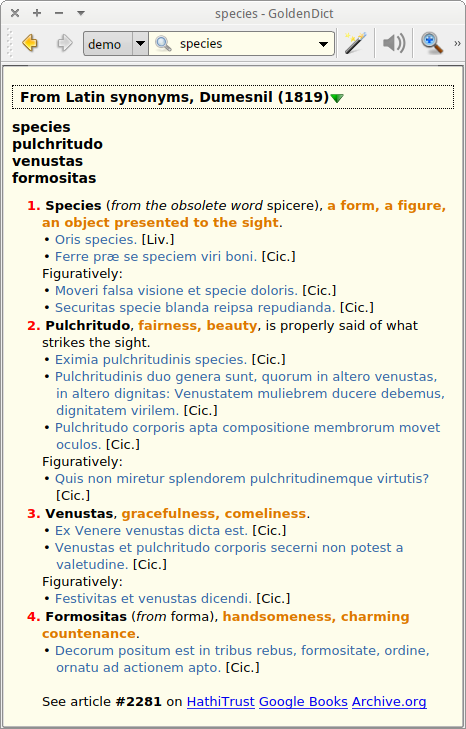 species - GoldenDict
demo species »
From Latin synonyms, Dumesnil (1819)
species
pulchritudo
venustas
formositas
1. Species (from the obsolete word spicere), a form, a figure,
an object presented to the sight.
• Oris species. [Liv.]
• Ferre præ se speciem viri boni. [Cic.]
Figuratively:
• Moveri falsa visione et specie doloris. [Cic.]
• Securitas specie blanda reipsa repudianda. [Cic.]
2. Pulchritudo, fairness, beauty, is properly said of what
strikes the sight.
• Eximia pulchritudinis species. [Cic.]
• Pulchritudinis duo genera sunt, quorum in altero venustas,
in altero dignitas: Venustatem muliebrem ducere debemus,
dignitatem virilem. [Cic.]
• Pulchritudo corporis apta compositione membrorum movet
oculos. [Cic.]
Figuratively:
• Quis non miretur splendorem pulchritudinemque virtutis?
[Cic.]
3. Venustas, gracefulness, comeliness.
• Ex Venere venustas dicta est. [Cic.]
• Venustas et pulchritudo corporis secerni non potest a
valetudine. [Cic.]
Figuratively:
• Festivitas et venustas dicendi. [Cic.]
4. Formositas (from forma), handsomeness, charming
countenance.
• Decorum positum est in tribus rebus, formositate, ordine,
ornatu ad actionem apto. [Cic.]
See article #2281 on HathiTrust Google Books Archive.org